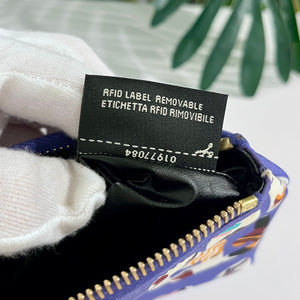 RFID LABEL REMOVABLE
ETICHETTA RFID RIMOVIBILE
01977084